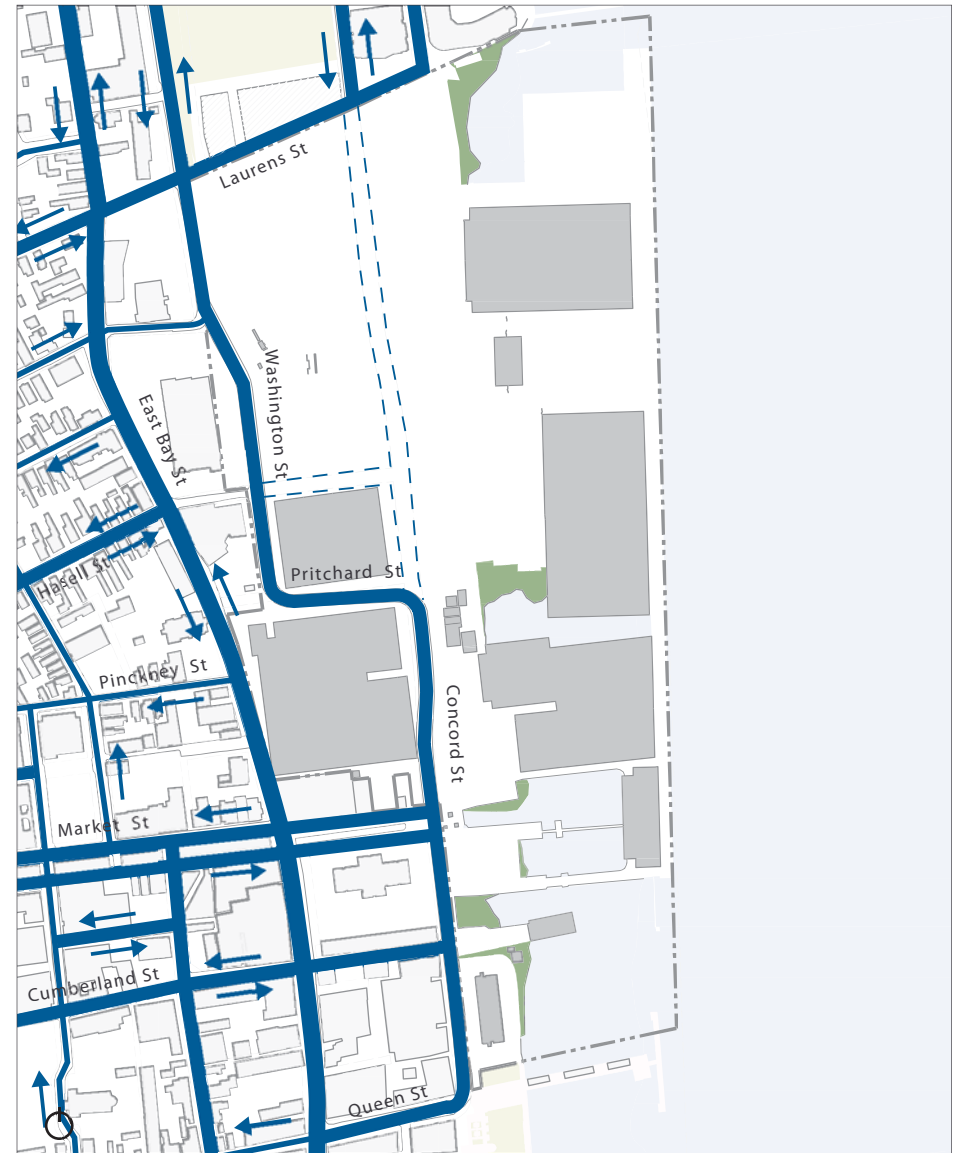 Laurens St
Washington St
East Bay St
Hasell St
Pritchard St
Pinckney St
Concord St
Market St
Cumberland St
Queen St